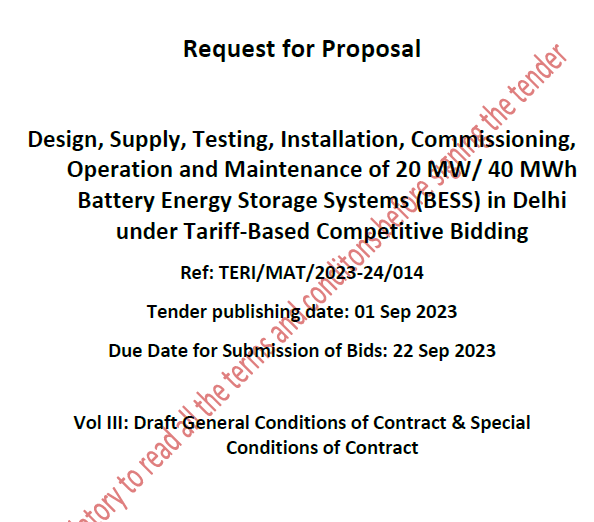 Request for Proposal
Design, Supply, Testing, Installation, Commissioning,
Operation and Maintenance of 20 MW/ 40 MWh
Battery Energy Storage Systems (BESS) in Delhi
under Tariff-Based Competitive Bidding
Ref: TERI/MAT/2023-24/014
Tender publishing date: 01 Sep 2023
Due Date for Submission of Bids: 22 Sep 2023
Vol III: Draft General Conditions of Contract & Special
Conditions of Contract
to read all the terms and conditons before signing the tender